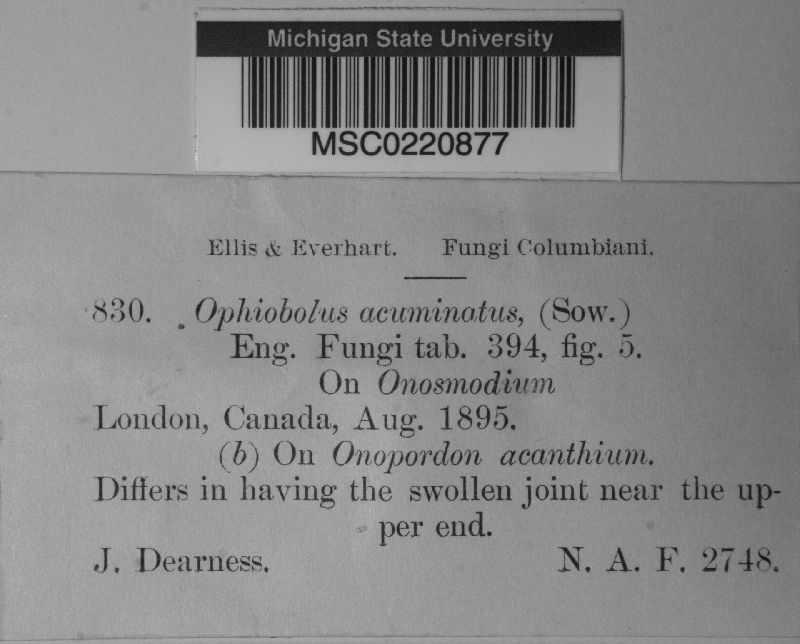 Michigan State University
MSC0220877
Ellis & Everhart. Fungi Columbiani.
830. Ophiobolus acuminatus, (Sow.)
Eng. Fungi tab. 394, fig. 5.
On Onosmodium
London, Canada, Aug. 1895.
(b) On Onopordon acanthium.
Differs in having the swollen joint near the up-
per end.
J. Dearness. N. A. F. 2748.